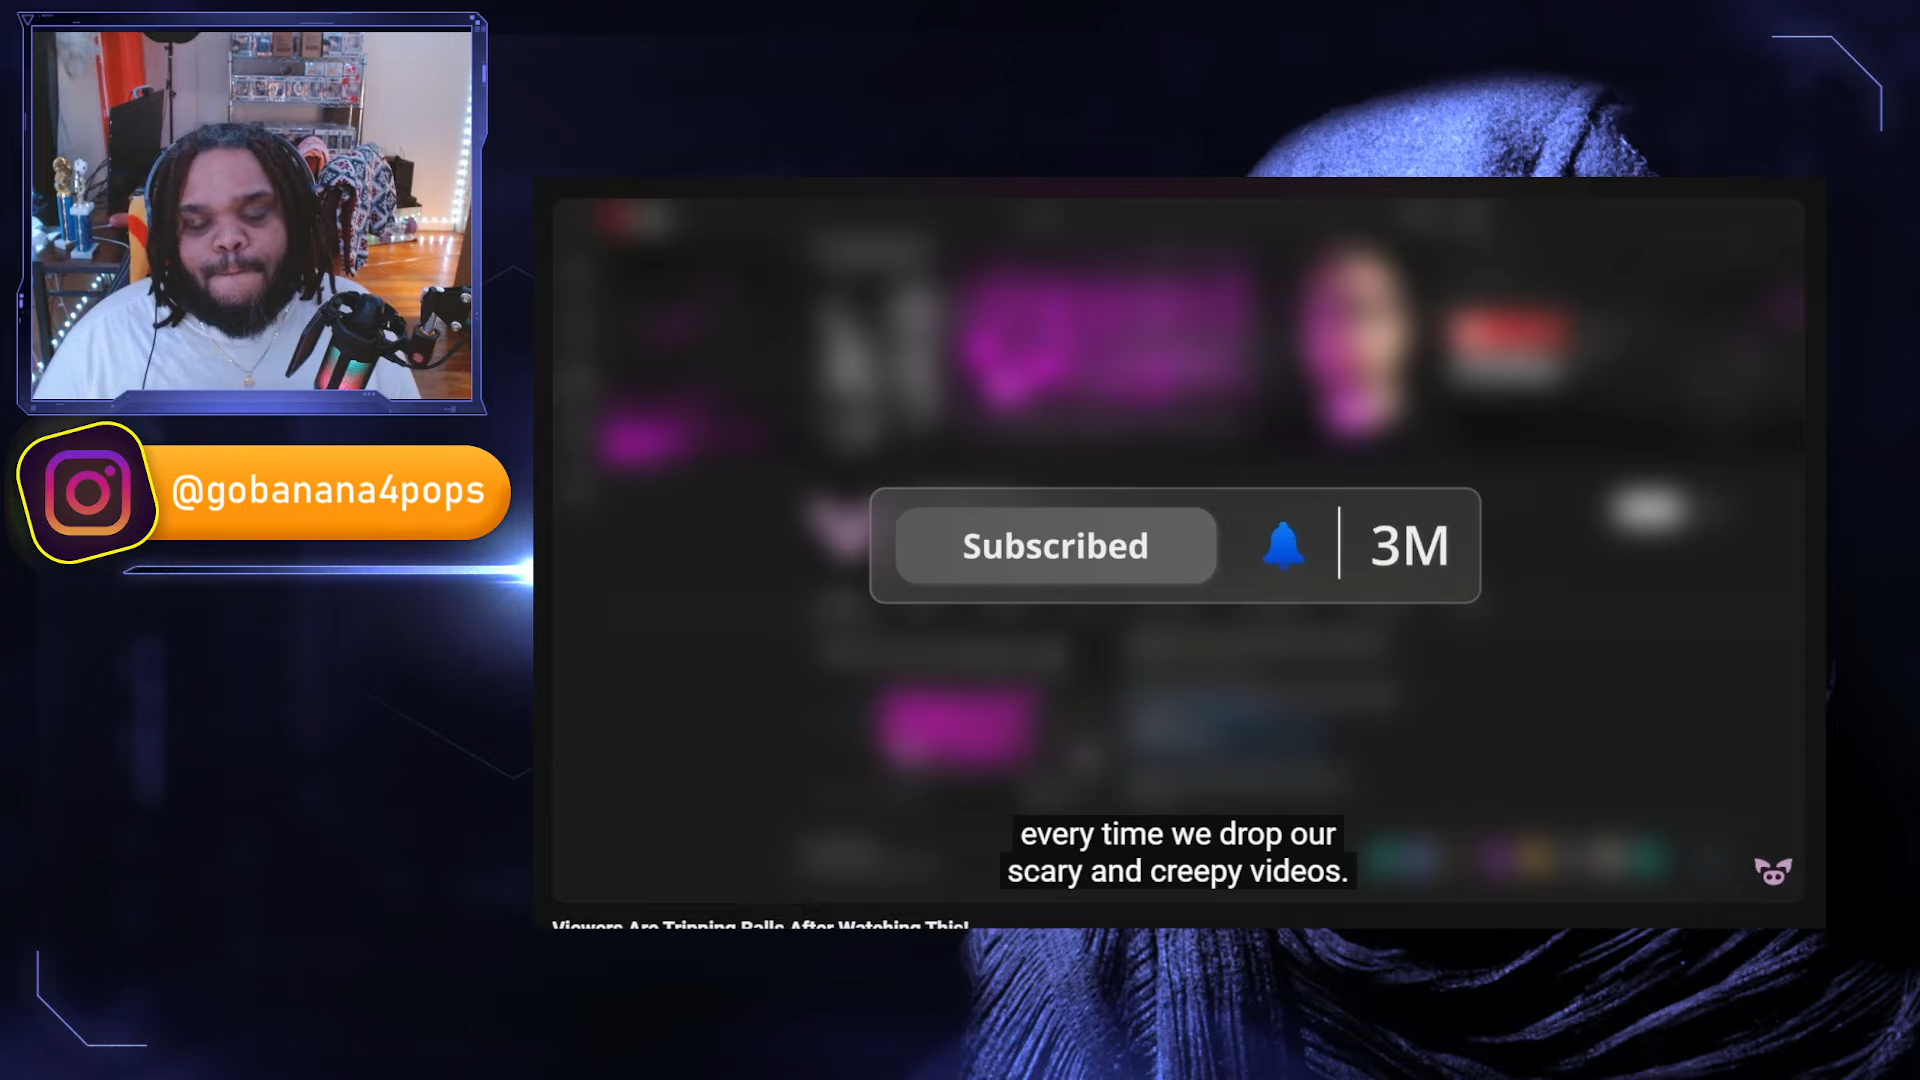 @gobanana4pops
Subscribed
3M
every time we drop our
scary and creepy videos.
Viewers Are Tripping Balls After Watching This!